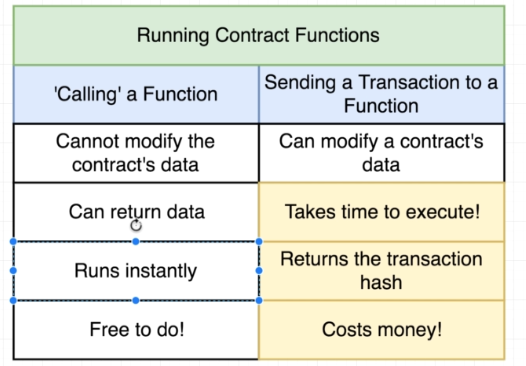 Running Contract Functions
'Calling' a Function
Sending a Transaction to a
Function
Cannot modify the
contract's data
Can modify a contract's
data
Can return data
Takes time to execute!
Runs instantly
Returns the transaction
hash
Free to do!
Costs money!